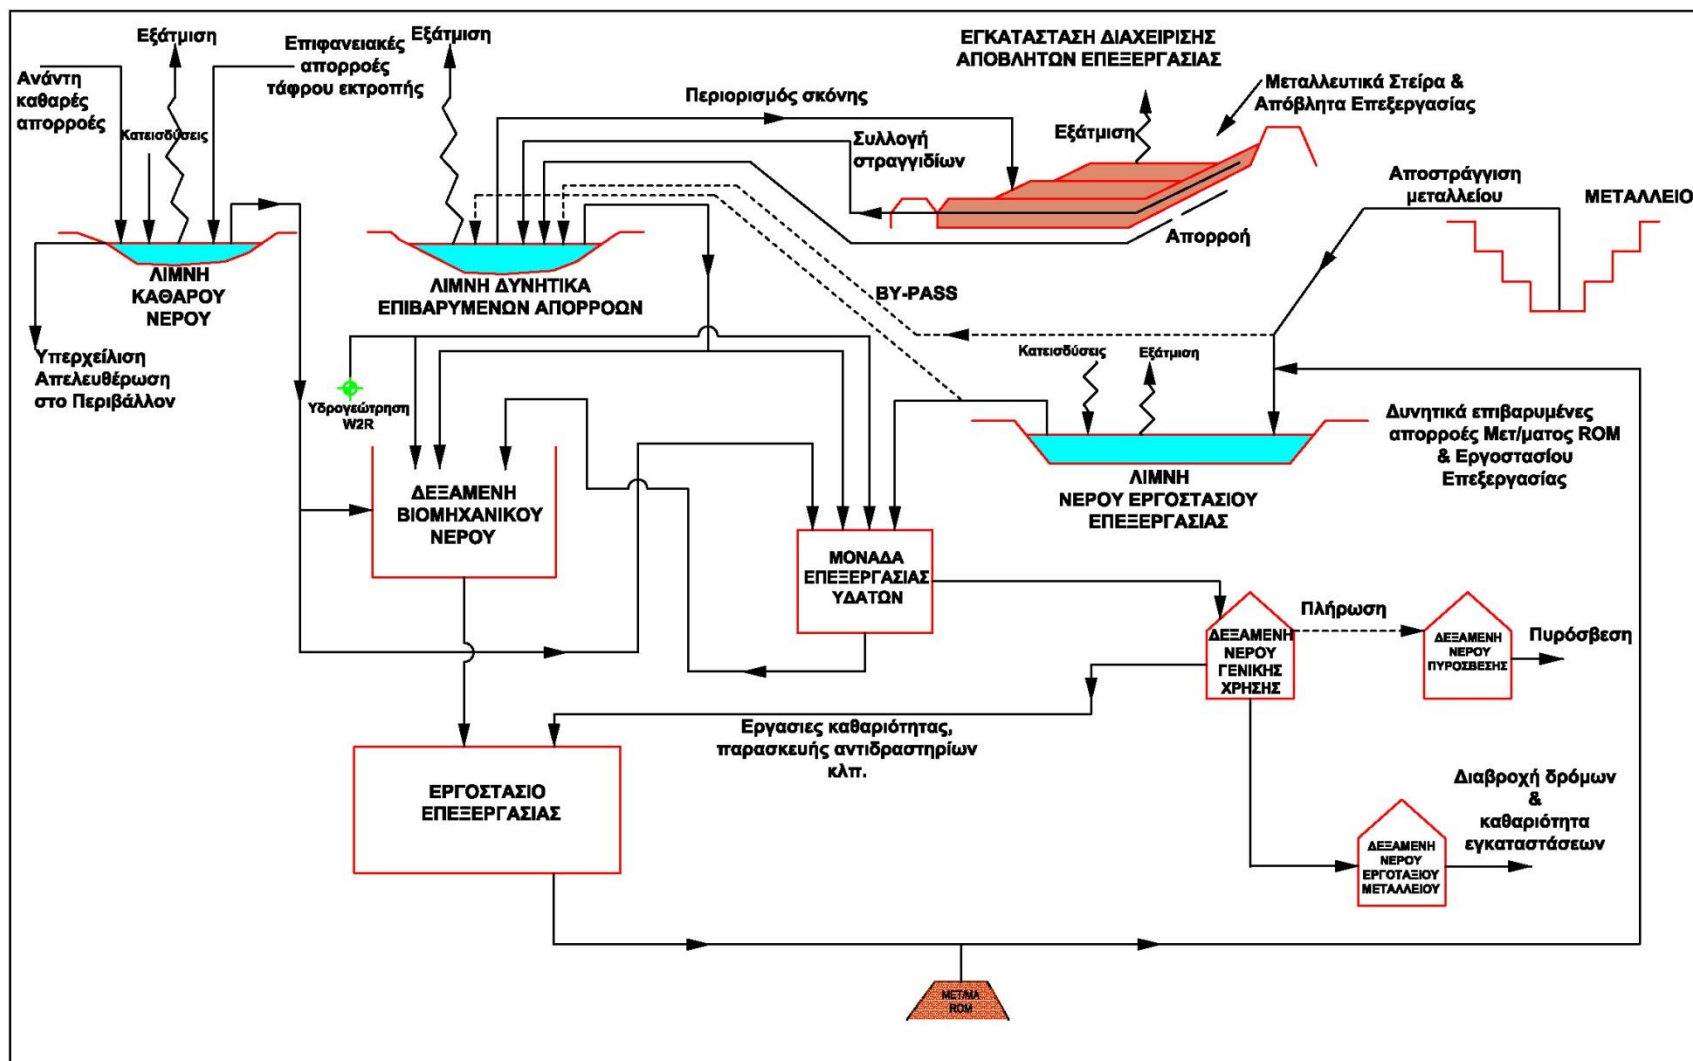 Εξάτμιση
Επιφανειακές
απορροές
τάφρου εκτροπής
Ανάντη
καθαρές
απορροές
Κατεισδύσεις
Εξάτμιση
ΕΓΚΑΤΑΣΤΑΣΗ ΔΙΑΧΕΙΡΙΣΗΣ
ΑΠΟΒΛΗΤΩΝ ΕΠΕΞΕΡΓΑΣΙΑΣ
Μεταλλευτικά Στείρα &
Απόβλητα Επεξεργασίας
Περιορισμός σκόνης
Εξάτμιση
Συλλογή
στραγγιδίων
Απορροή
Αποστράγγιση
μεταλλείου
ΜΕΤΑΛΛΕΙΟ
ΛΙΜΝΗ
ΚΑΘΑΡΟΥ
ΝΕΡΟΥ
ΛΙΜΝΗ ΔΥΝΗΤΙΚΑ
ΕΠΙΒΑΡΥΜΕΝΩΝ ΑΠΟΡΡΟΩΝ
BY-PASS
Υπερχείλιση
Απελευθέρωση
στο Περιβάλλον
Υδρογεώτρηση
W2R
Κατεισδύσεις
Εξάτμιση
Δυνητικά επιβαρυμένες
απορροές Μετ/ματος ROM
& Εργοστασίου
Επεξεργασίας
ΛΙΜΝΗ
ΝΕΡΟΥ ΕΡΓΟΣΤΑΣΙΟΥ
ΕΠΕΞΕΡΓΑΣΙΑΣ
ΔΕΞΑΜΕΝΗ
ΒΙΟΜΗΧΑΝΙΚΟΥ
ΝΕΡΟΥ
ΜΟΝΑΔΑ
ΕΠΕΞΕΡΓΑΣΙΑΣ
ΥΔΑΤΩΝ
ΔΕΞΑΜΕΝΗ
ΝΕΡΟΥ
ΓΕΝΙΚΗΣ
ΧΡΗΣΗΣ
Πλήρωση
ΔΕΞΑΜΕΝΗ
ΝΕΡΟΥ
ΠΥΡΟΣΒΕΣΗΣ
Πυρόσβεση
Εργασιες καθαριότητας,
παρασκευής αντιδραστηρίων
κλπ.
ΕΡΓΟΣΤΑΣΙΟ
ΕΠΕΞΕΡΓΑΣΙΑΣ
Διαβροχή δρόμων
&
καθαριότητα
εγκαταστάσεων
ΔΕΞΑΜΕΝΗ
ΝΕΡΟΥ
ΕΡΓΟΤΑΞΙΟΥ
ΜΕΤΑΛΛΕΙΟΥ
ΜΕΤ/ΜΑ
ROM